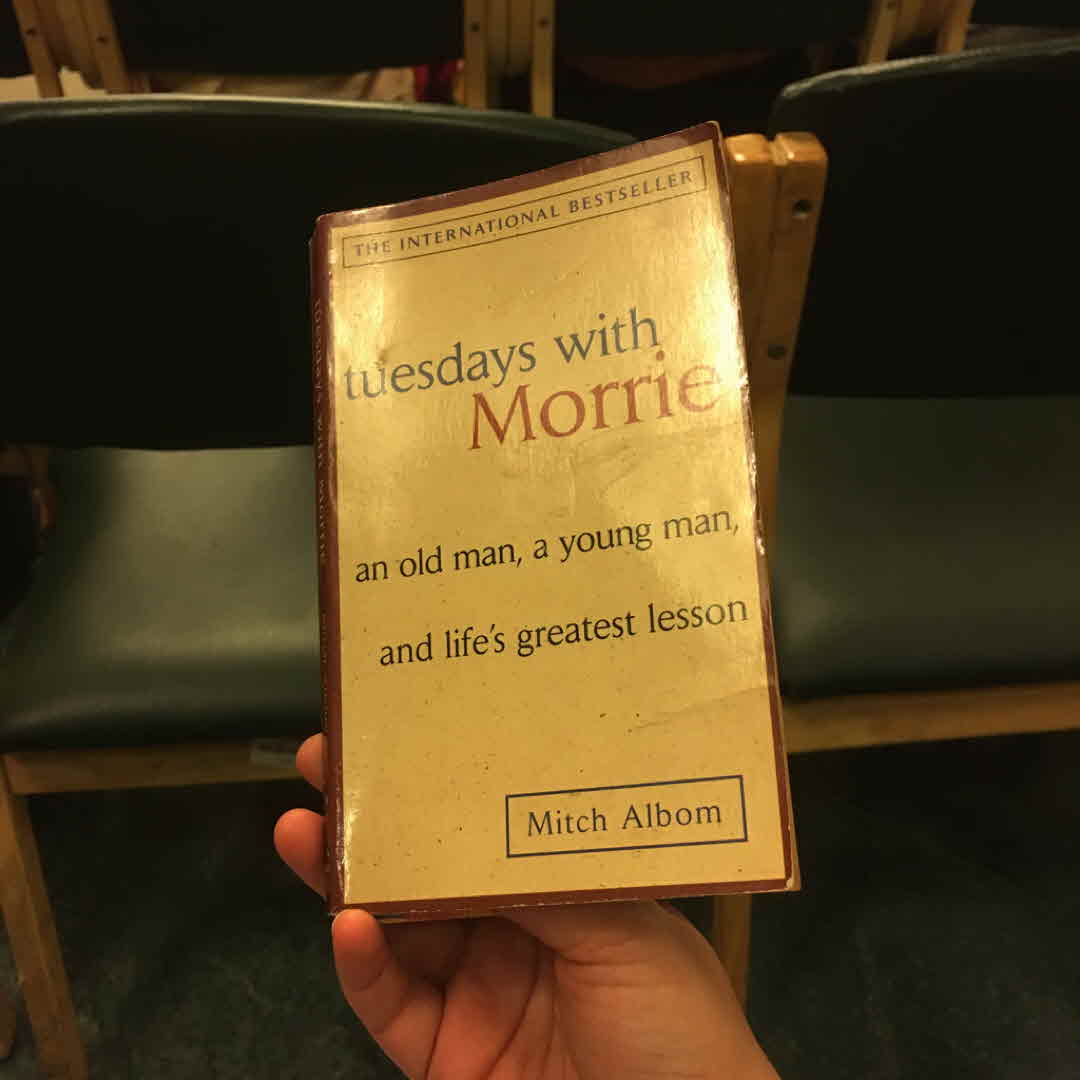 THE INTERNATIONAL BESTSELLER
tuesdays with
Morrie
an old man, a young man,
and life's greatest lesson
Mitch Albom